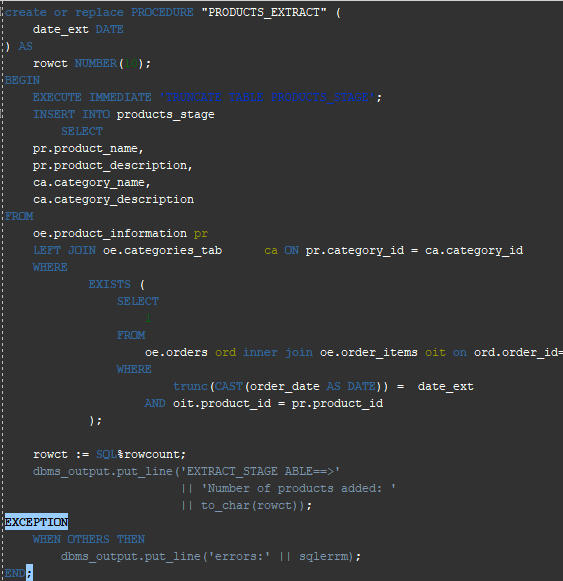 create or replace PROCEDURE "PRODUCTS_EXTRACT" (
    date_ext DATE
) AS
    rowct NUMBER(10);
BEGIN
    EXECUTE IMMEDIATE 'TRUNCATE TABLE PRODUCTS_STAGE';
    INSERT INTO products_stage
        SELECT
    pr.product_name,
    pr.product_description,
    ca.category_name,
    ca.category_description
FROM
    oe.product_information pr
    LEFT JOIN oe.categories_tab      ca ON pr.category_id = ca.category_id
    WHERE
            EXISTS (
                SELECT
                    1
                FROM
                    oe.orders ord inner join oe.order_items oit on ord.order_id=
                WHERE
                        trunc(CAST(order_date AS DATE)) =  date_ext
                    AND oit.product_id = pr.product_id
            );

    rowct := SQL%rowcount;
    dbms_output.put_line('EXTRACT_STAGE ABLE==>'
                         || 'Number of products added: '
                         || to_char(rowct));
EXCEPTION
    WHEN OTHERS THEN
        dbms_output.put_line('errors:' || sqlerrm);
END;